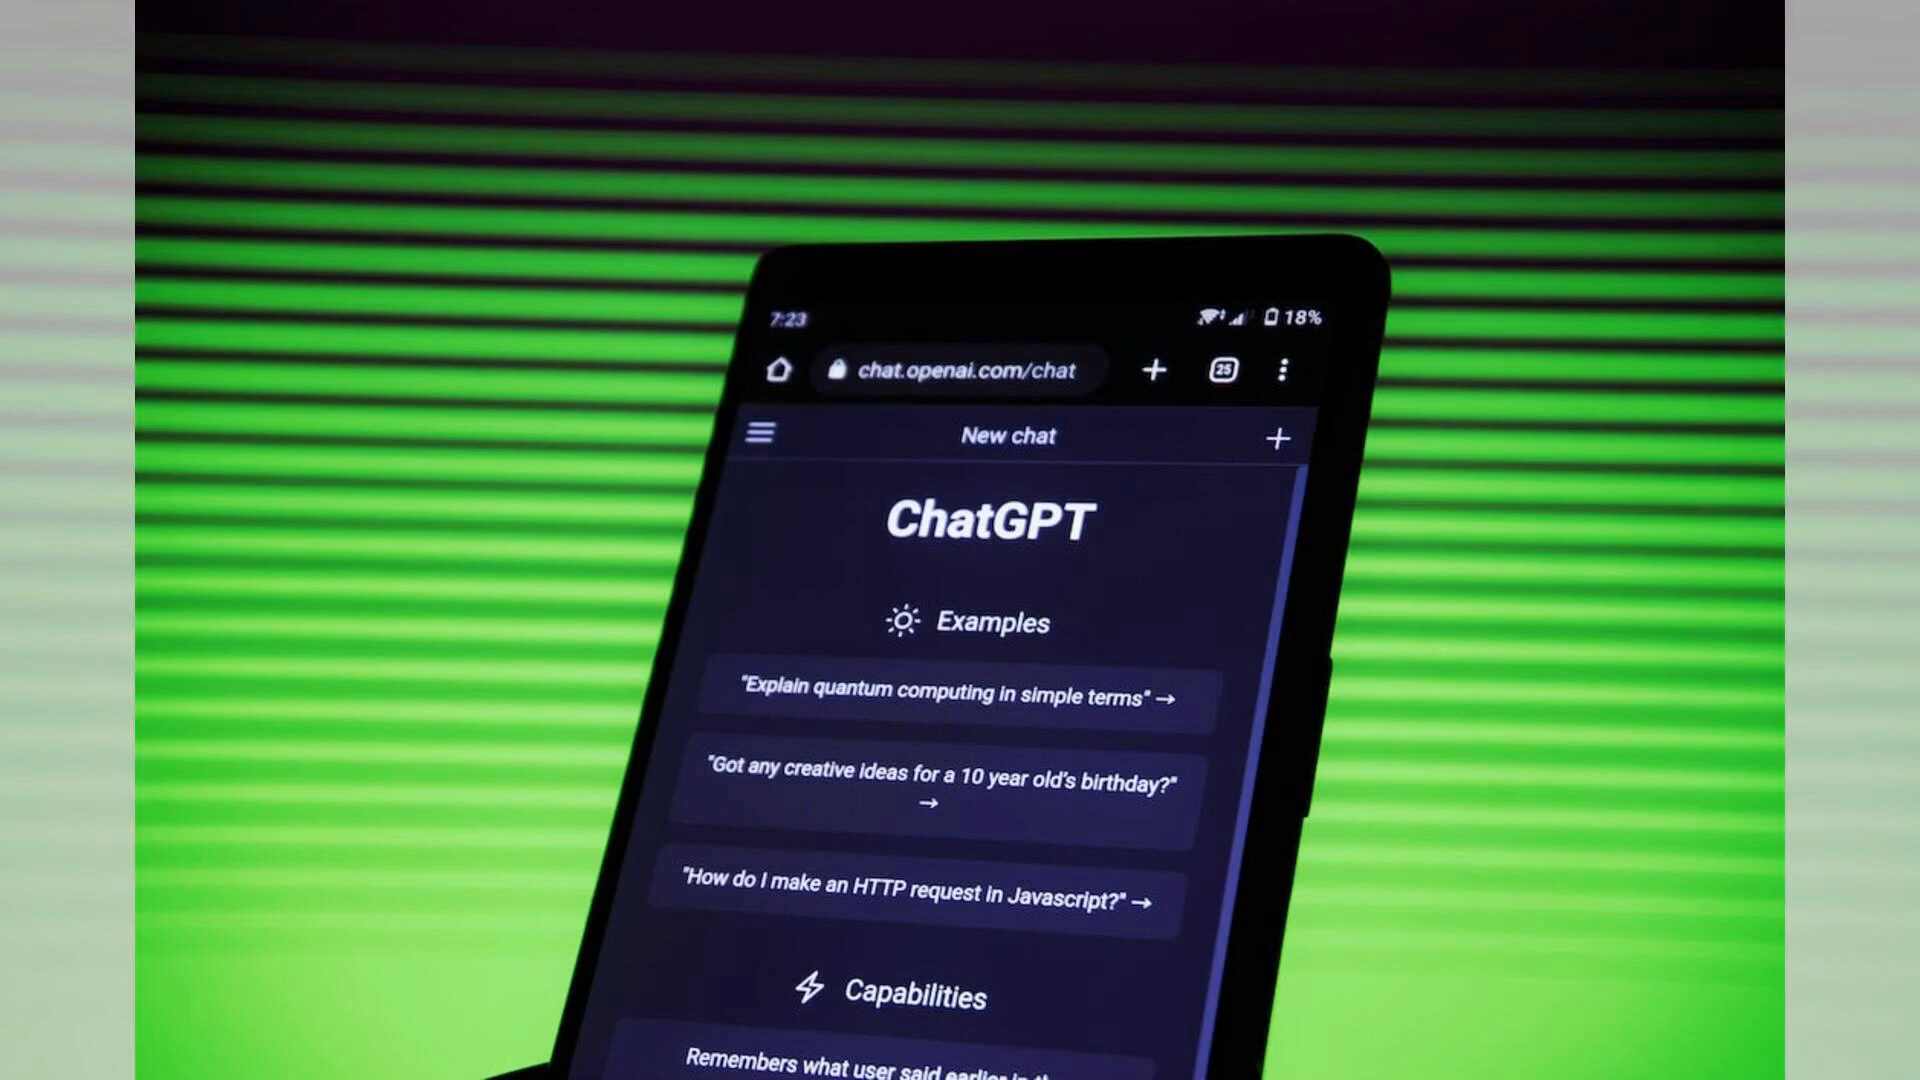 7:23
18%
chat.openai.com/chat
25
New chat
ChatGPT
Examples
"Explain quantum computing in simple terms" →
"Got any creative ideas for a 10 year old's birthday?"
→
"How do I make an HTTP request in Javascript?" →
Capabilities
Remembers what user said earlier in